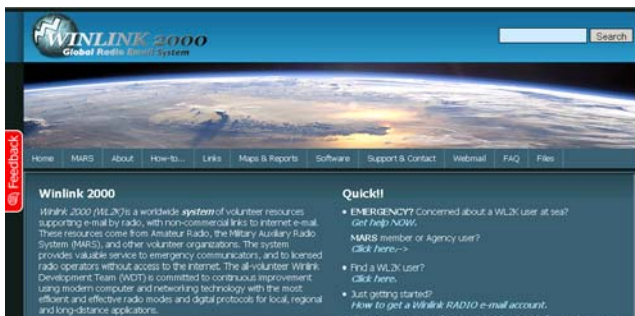 WINLINK 2000
Global Radio Email System
Search
Feedback
Home MARS About How-to... Links Maps & Reports Software Support & Contact Webmail FAQ Files
Winlink 2000
Winlink 2000 (WL2K) is a worldwide system of volunteer resources
supporting e-mail by radio, with non-commercial links to internet e-mail.
These resources come from Amateur Radio, the Military Auxiliary Radio
System (MARS), and other volunteer organizations. The system
provides valuable service to emergency communicators, and to licensed
radio operators without access to the internet. The all-volunteer Winlink
Development Team (WDT) is committed to continuous improvement
using modern computer and networking technology with the most
efficient and effective radio modes and digital protocols for local, regional
and long-distance applications.
Quick!!
• EMERGENCY? Concerned about a WL2K user at sea?
Get help NOW.
MARS member or Agency user?
Click here.-->
• Find a WL2K user?
Click here.
• Just getting started?
How to get a Winlink RADIO e-mail account.